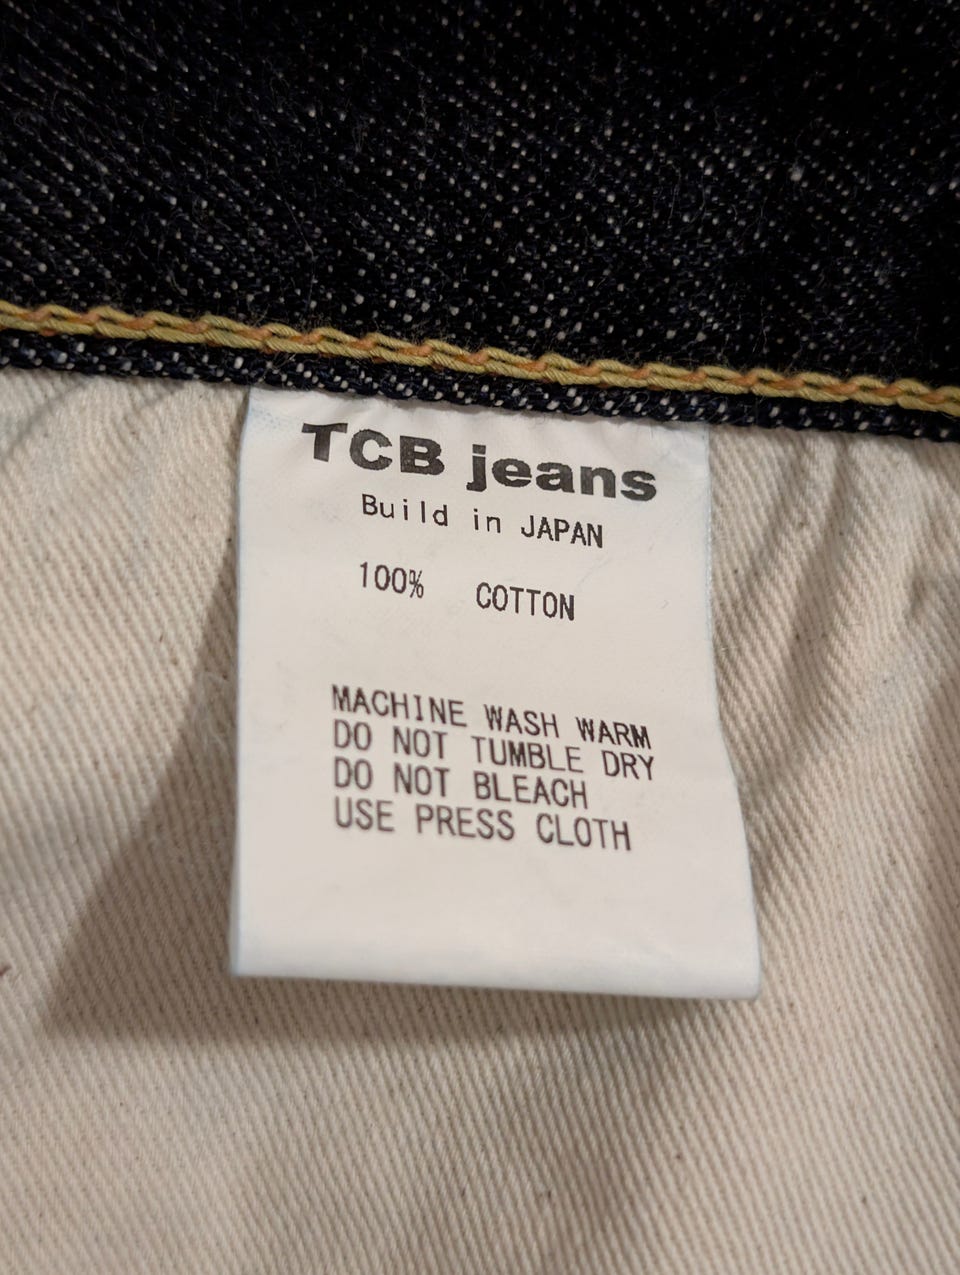 TCB jeans
Build in JAPAN
100% COTTON
MACHINE WASH WARM
DO NOT TUMBLE DRY
DO NOT BLEACH
USE PRESS CLOTH